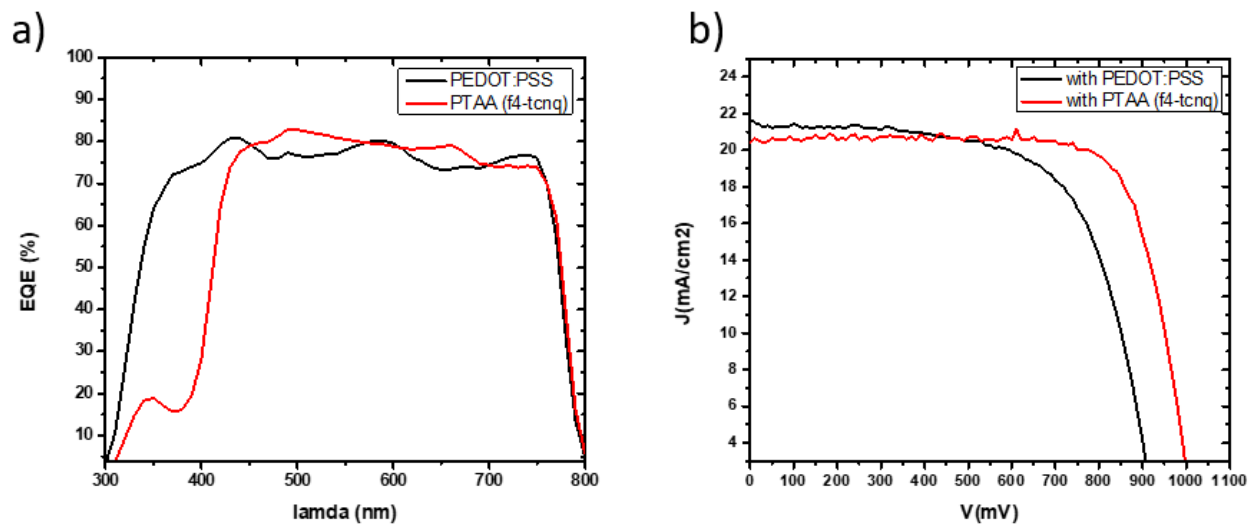 a)
PEDOT:PSS
PTAA (f4-tcnq)
EQE (%)
100
90
80
70
60
50
40
30
20
10
300 400 500 600 700 800
lamda (nm)
b)
with PEDOT:PSS
with PTAA (f4-tcnq)
J(mA/cm2)
24
22
20
18
16
14
12
10
8
6
4
0 100 200 300 400 500 600 700 800 900 1000 1100
V(mV)